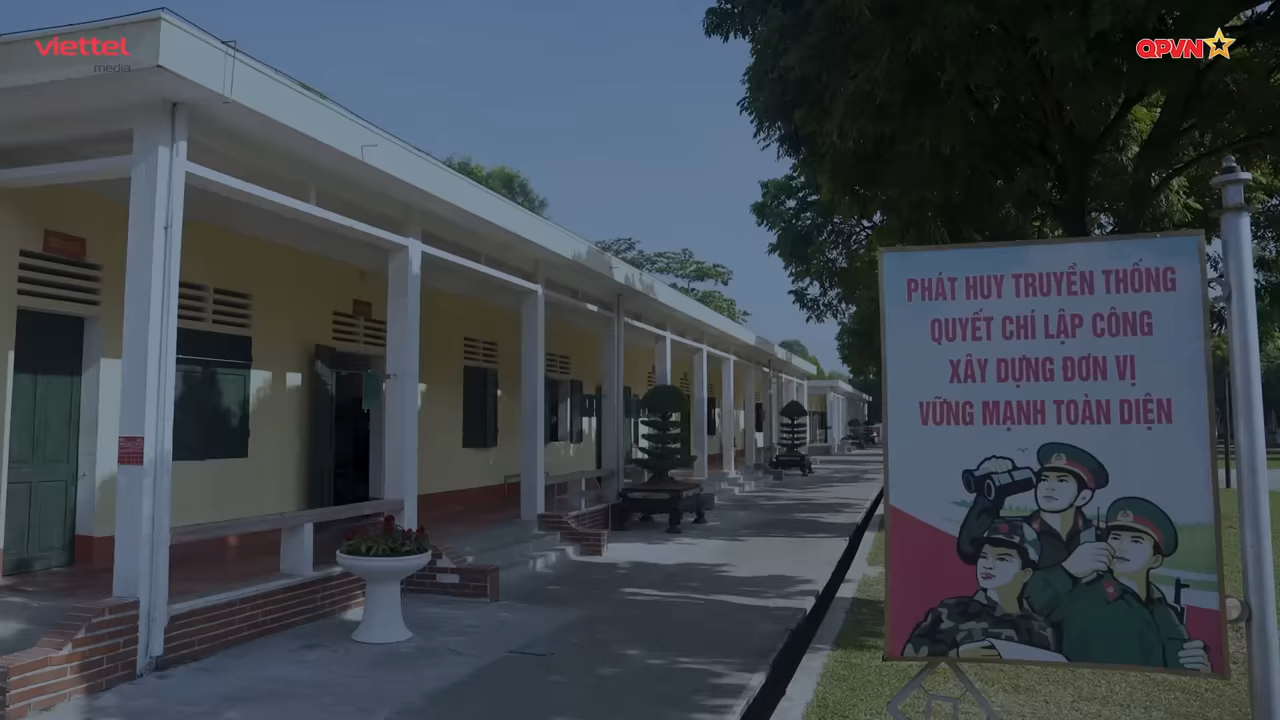 viettel
media
QPVN
PHÁT HUY TRUYỀN THỐNG
QUYẾT CHÍ LẬP CÔNG
XÂY DỰNG ĐƠN VỊ
VỮNG MẠNH TOÀN DIỆN